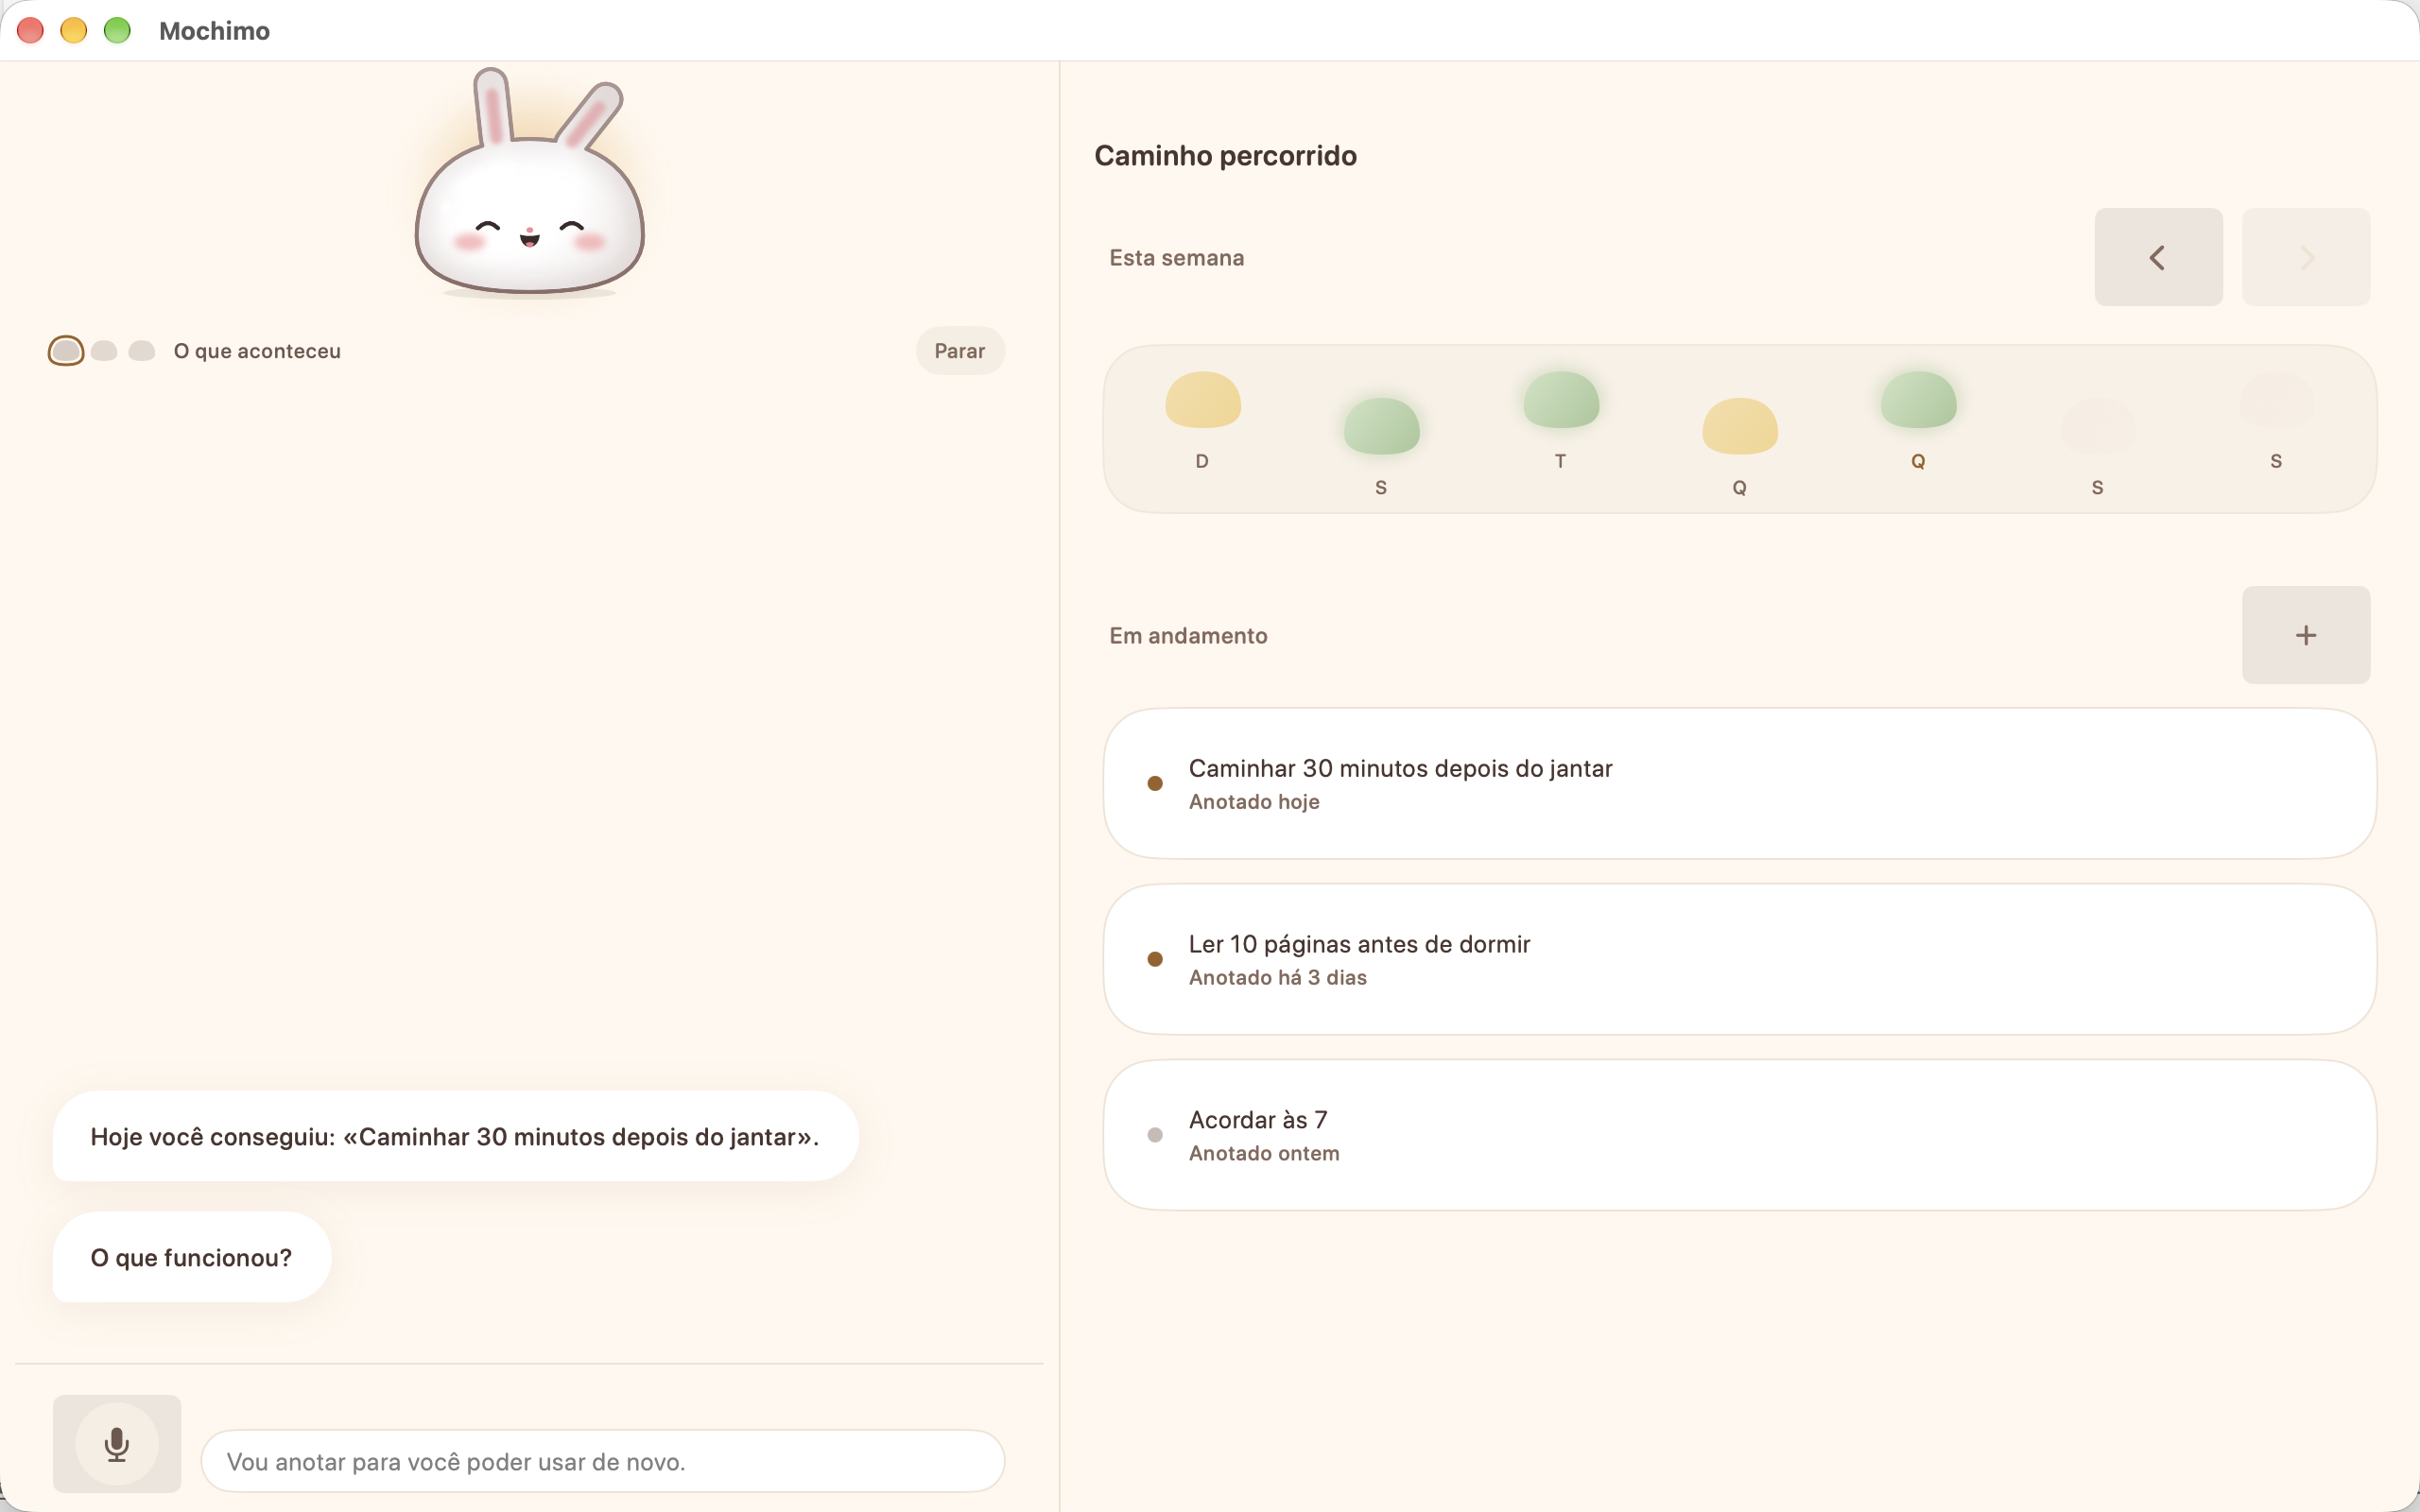 Mochimo
O que aconteceu
Parar
Hoje você conseguiu: «Caminhar 30 minutos depois do jantar».
O que funcionou?
Vou anotar para você poder usar de novo.
Caminho percorrido
Esta semana
D
S
T
Q
Q
S
S
Em andamento
Caminhar 30 minutos depois do jantar
Anotado hoje
Ler 10 páginas antes de dormir
Anotado há 3 dias
Acordar às 7
Anotado ontem